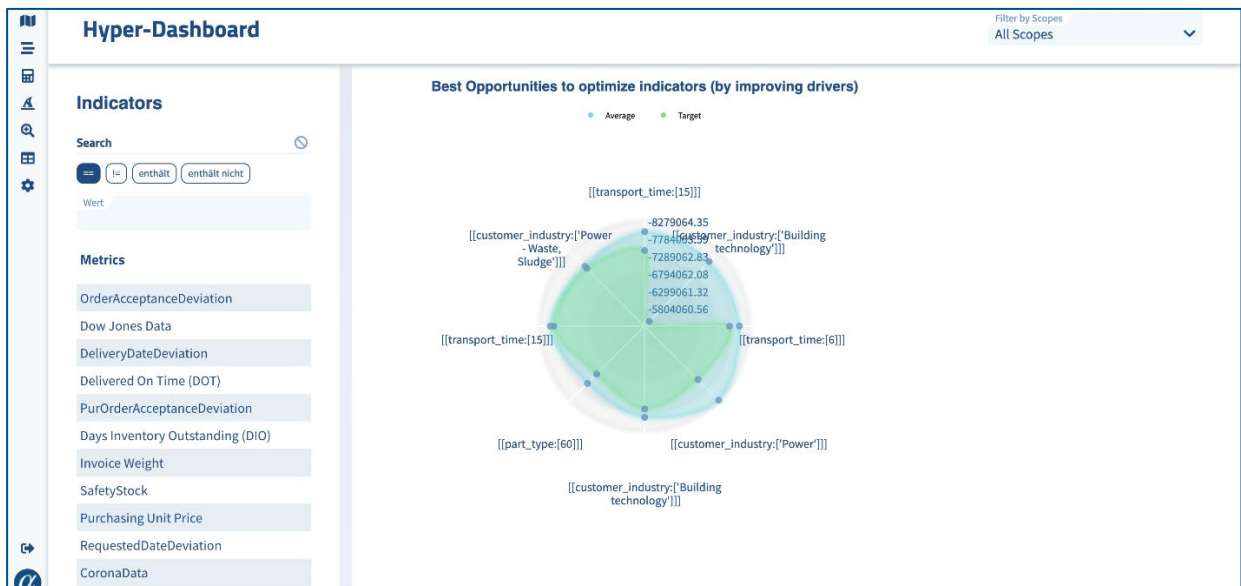 Hyper-Dashboard
Filter by Scopes
All Scopes
Indicators
Search
==
!=
enthält
enthält nicht
Wert
Metrics
OrderAcceptanceDeviation
Dow Jones Data
DeliveryDateDeviation
Delivered On Time (DOT)
PurOrderAcceptanceDeviation
Days Inventory Outstanding (DIO)
Invoice Weight
SafetyStock
Purchasing Unit Price
RequestedDateDeviation
CoronaData
α
Best Opportunities to optimize indicators (by improving drivers)
Average
Target
[[transport_time:[15]]]
-8279064.35
[[customer_industry:['Power
- Waste,
Sludge']]]
[[customer_industry:['Building
technology']]]
-7289062.83
-6794062.08
-6299061.32
-5804060.56
[[transport_time:[15]]]
[[transport_time:[6]]]
[[part_type:[60]]]
[[customer_industry:['Power']]]
[[customer_industry:['Building
technology']]]